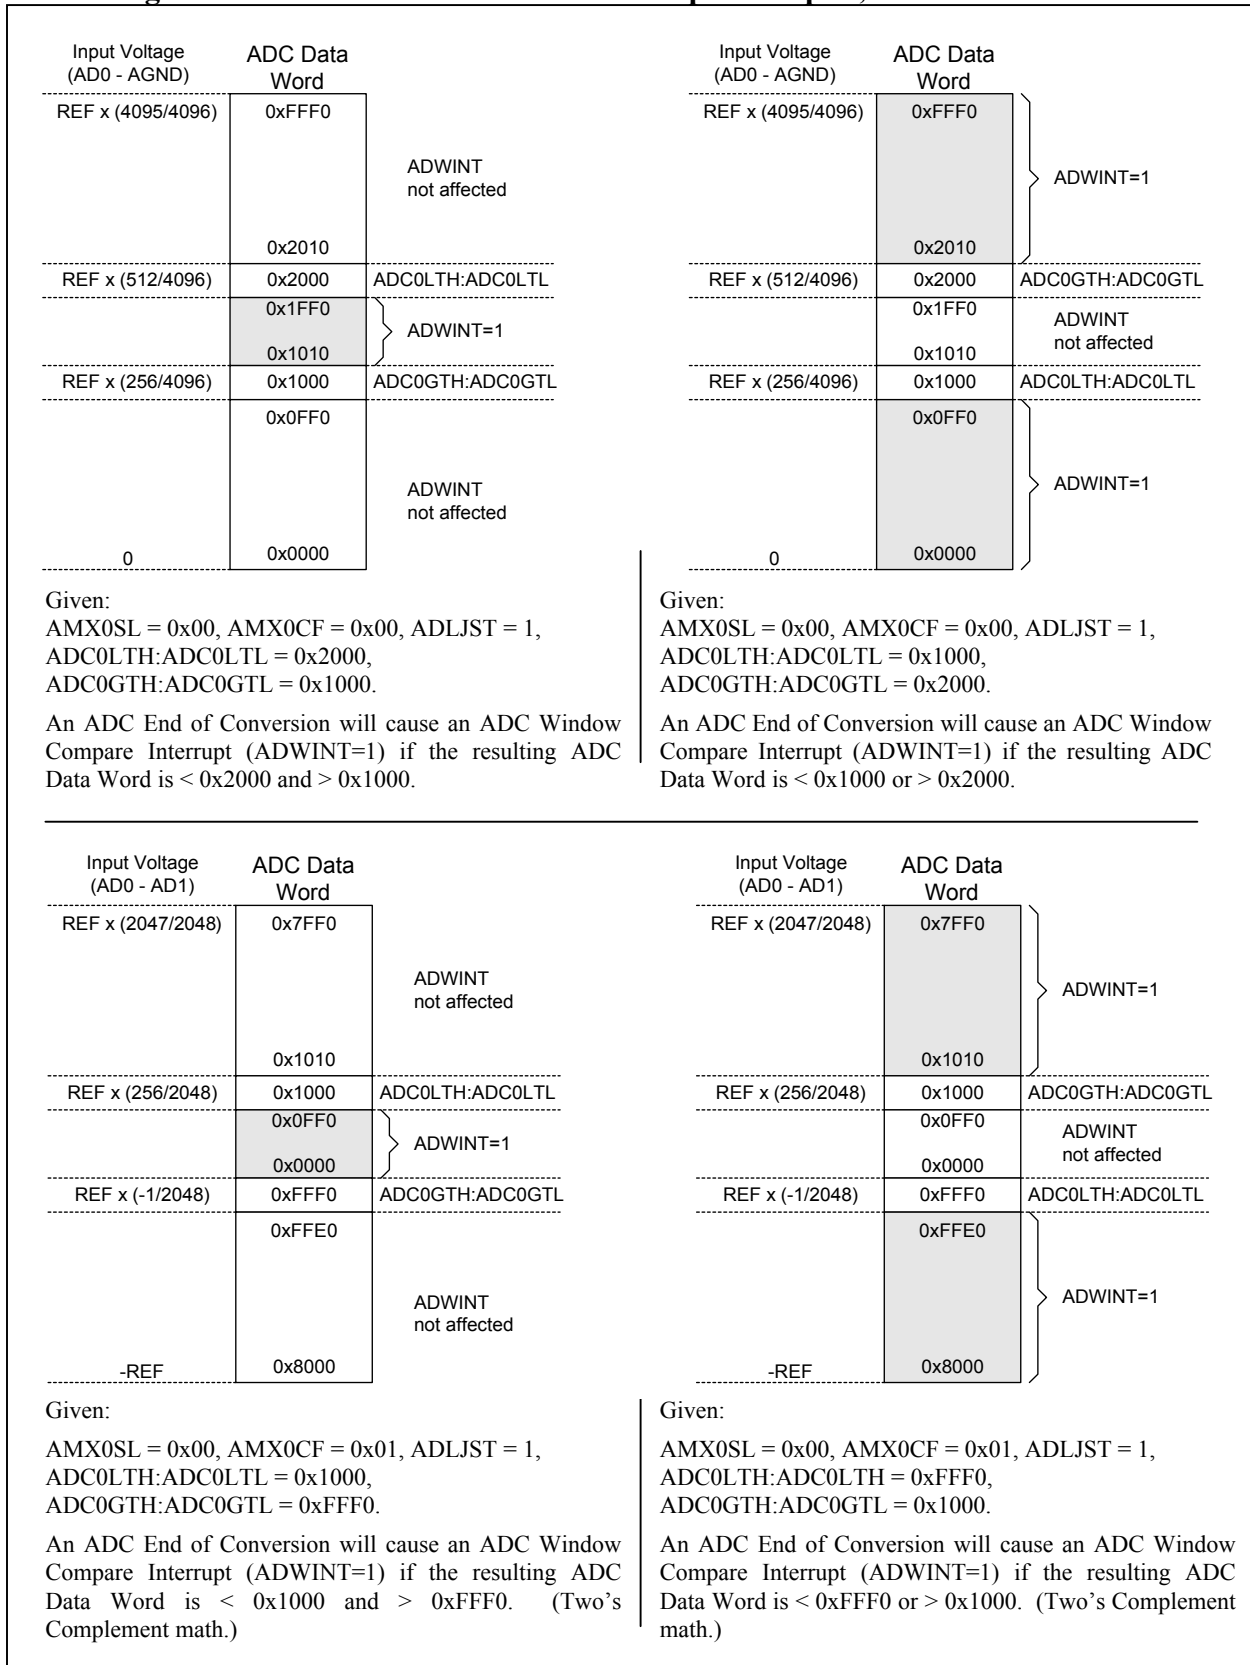 Input Voltage
(AD0 - AGND)
ADC Data
Word
REF x (4095/4096)
0xFFF0
ADWINT
not affected
0x2010
REF x (512/4096)
0x2000
ADC0LTH:ADC0LTL
0x1FF0
ADWINT=1
0x1010
REF x (256/4096)
0x1000
ADC0GTH:ADC0GTL
0x0FF0
ADWINT
not affected
0
0x0000
Given:
AMX0SL = 0x00, AMX0CF = 0x00, ADLJST = 1,
ADC0LTH:ADC0LTL = 0x2000,
ADC0GTH:ADC0GTL = 0x1000.
An ADC End of Conversion will cause an ADC Window
Compare Interrupt (ADWINT=1) if the resulting ADC
Data Word is < 0x2000 and > 0x1000.
Input Voltage
(AD0 - AGND)
ADC Data
Word
REF x (4095/4096)
0xFFF0
ADWINT=1
0x2010
REF x (512/4096)
0x2000
ADC0GTH:ADC0GTL
0x1FF0
ADWINT
not affected
0x1010
REF x (256/4096)
0x1000
ADC0LTH:ADC0LTL
0x0FF0
ADWINT=1
0
0x0000
Given:
AMX0SL = 0x00, AMX0CF = 0x00, ADLJST = 1,
ADC0LTH:ADC0LTL = 0x1000,
ADC0GTH:ADC0GTL = 0x2000.
An ADC End of Conversion will cause an ADC Window
Compare Interrupt (ADWINT=1) if the resulting ADC
Data Word is < 0x1000 or > 0x2000.
Input Voltage
(AD0 - AD1)
ADC Data
Word
REF x (2047/2048)
0x7FF0
ADWINT
not affected
0x1010
REF x (256/2048)
0x1000
ADC0LTH:ADC0LTL
0x0FF0
ADWINT=1
0x0000
REF x (-1/2048)
0xFFF0
ADC0GTH:ADC0GTL
0xFFE0
ADWINT
not affected
-REF
0x8000
Given:
AMX0SL = 0x00, AMX0CF = 0x01, ADLJST = 1,
ADC0LTH:ADC0LTL = 0x1000,
ADC0GTH:ADC0GTL = 0xFFF0.
An ADC End of Conversion will cause an ADC Window
Compare Interrupt (ADWINT=1) if the resulting ADC
Data Word is < 0x1000 and > 0xFFF0. (Two's
Complement math.)
Input Voltage
(AD0 - AD1)
ADC Data
Word
REF x (2047/2048)
0x7FF0
ADWINT=1
0x1010
REF x (256/2048)
0x1000
ADC0GTH:ADC0GTL
0x0FF0
ADWINT
not affected
0x0000
REF x (-1/2048)
0xFFF0
ADC0LTH:ADC0LTL
0xFFE0
ADWINT=1
-REF
0x8000
Given:
AMX0SL = 0x00, AMX0CF = 0x01, ADLJST = 1,
ADC0LTH:ADC0LTH = 0xFFF0,
ADC0GTH:ADC0GTL = 0x1000.
An ADC End of Conversion will cause an ADC Window
Compare Interrupt (ADWINT=1) if the resulting ADC
Data Word is < 0xFFF0 or > 0x1000. (Two's Complement
math.)